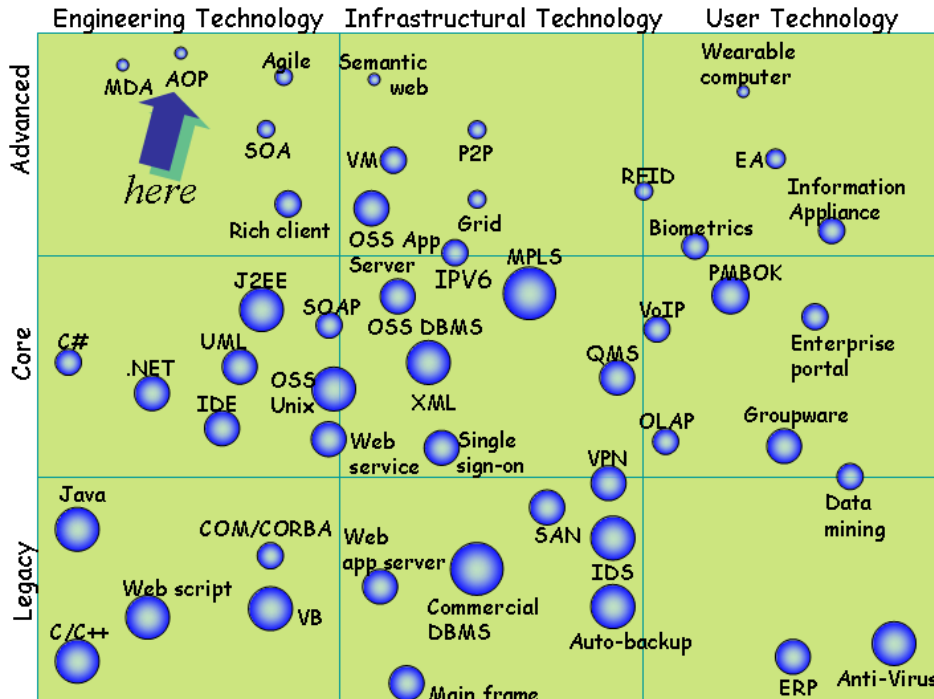 Engineering Technology Infrastructural Technology User Technology
Advanced
MDA
AOP
Agile
SOA
Rich client
here
Semantic
web
VM
P2P
OSS App
Server
Grid
IPV6
Wearable
computer
EA
RFID
Information
Appliance
Biometrics
Core
J2EE
SOAP
C#
.NET
UML
IDE
OSS
Unix
Web
service
MPLS
OSS DBMS
XML
Single
sign-on
QMS
VoIP
PMBOK
Enterprise
portal
OLAP
Groupware
VPN
Data
mining
Legacy
Java
COM/CORBA
Web script
VB
C/C++
Web
app server
SAN
IDS
Commercial
DBMS
Auto-backup
Main frame
ERP
Anti-Virus